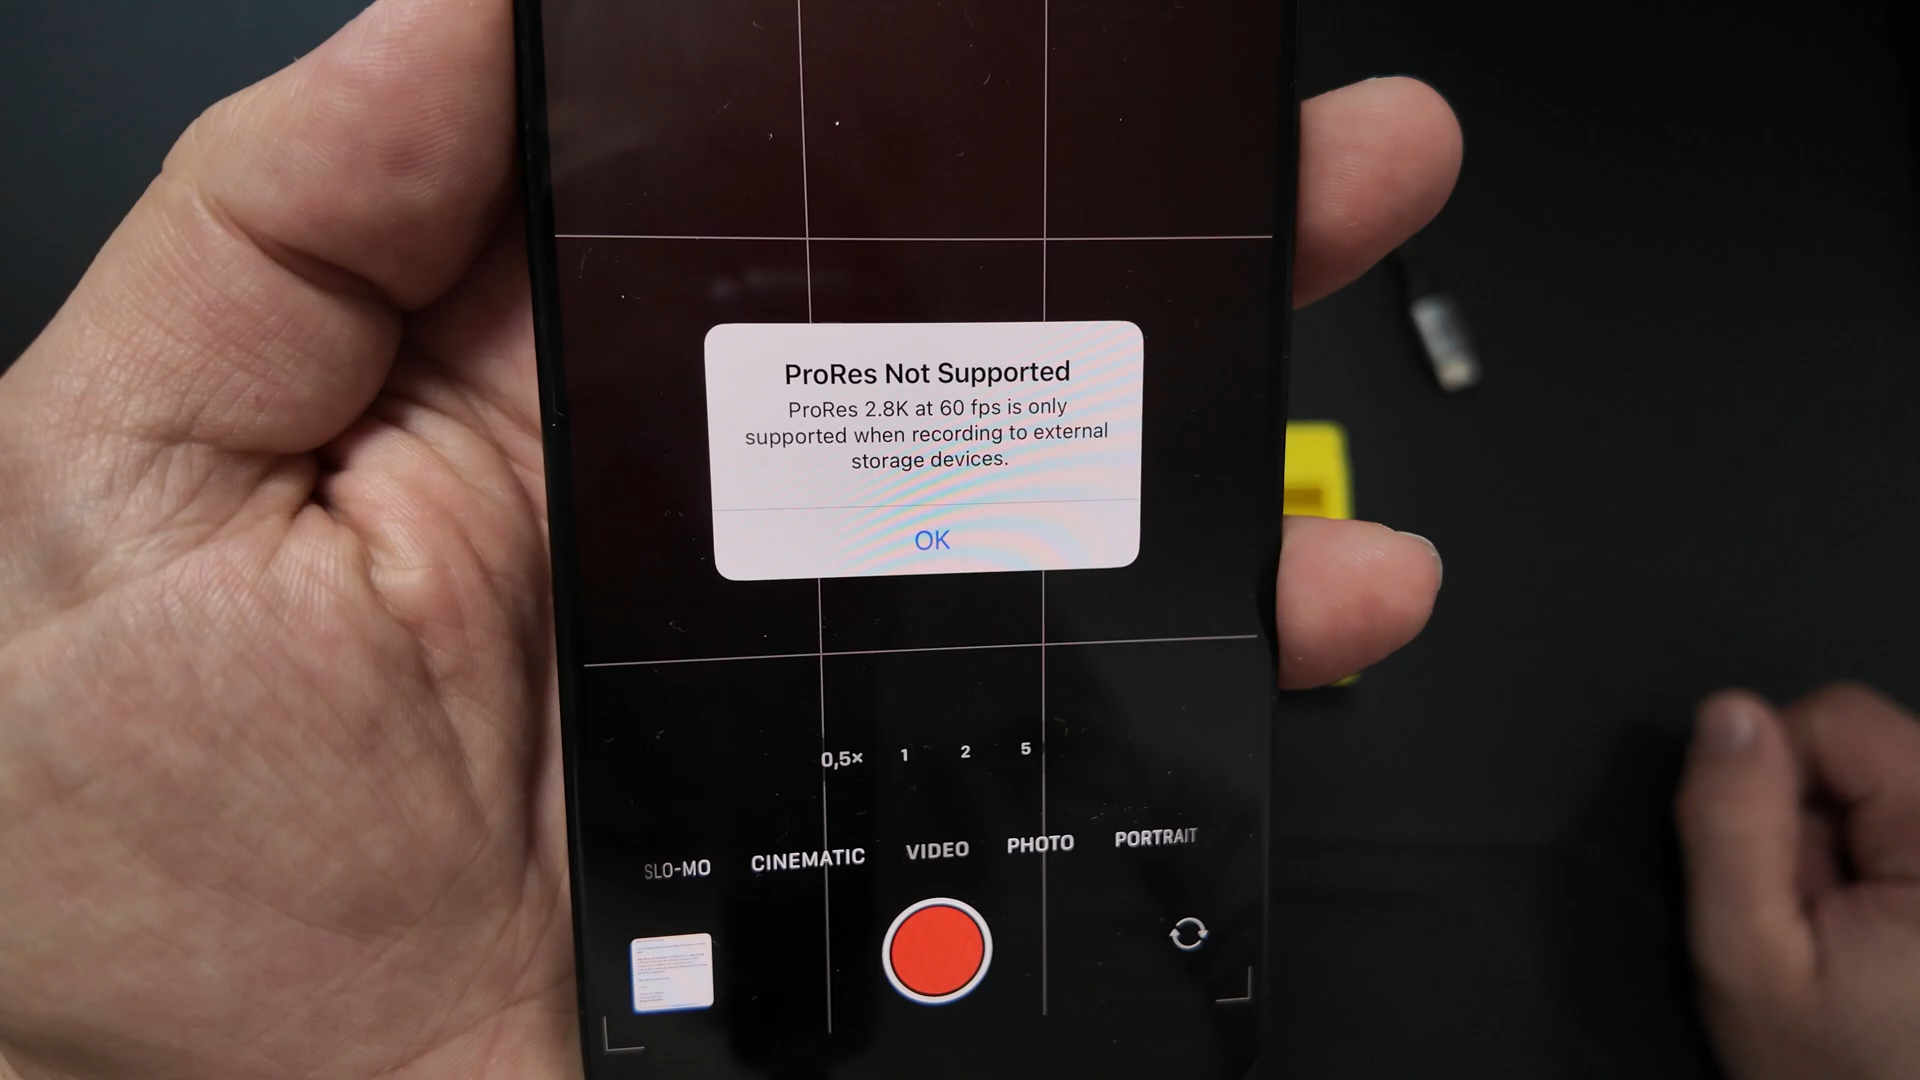 ProRes Not Supported
ProRes 2.8K at 60 fps is only
supported when recording to external
storage devices.
OK
0,5× 1 2 5
SLO-MO CINEMATIC VIDEO PHOTO PORTRAIT